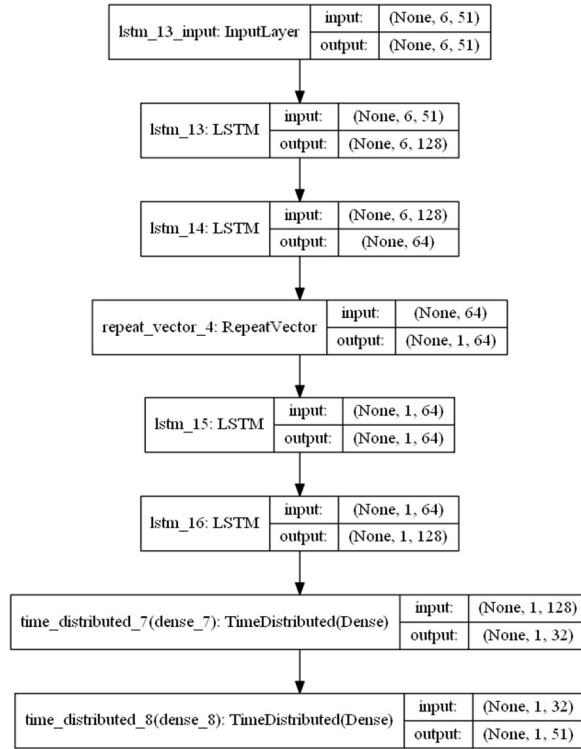 lstm_13_input: InputLayer
input: (None, 6, 51)
output: (None, 6, 51)
lstm_13: LSTM
input: (None, 6, 51)
output: (None, 6, 128)
lstm_14: LSTM
input: (None, 6, 128)
output: (None, 64)
repeat_vector_4: RepeatVector
input: (None, 64)
output: (None, 1, 64)
lstm_15: LSTM
input: (None, 1, 64)
output: (None, 1, 64)
lstm_16: LSTM
input: (None, 1, 64)
output: (None, 1, 128)
time_distributed_7(dense_7): TimeDistributed(Dense)
input: (None, 1, 128)
output: (None, 1, 32)
time_distributed_8(dense_8): TimeDistributed(Dense)
input: (None, 1, 32)
output: (None, 1, 51)